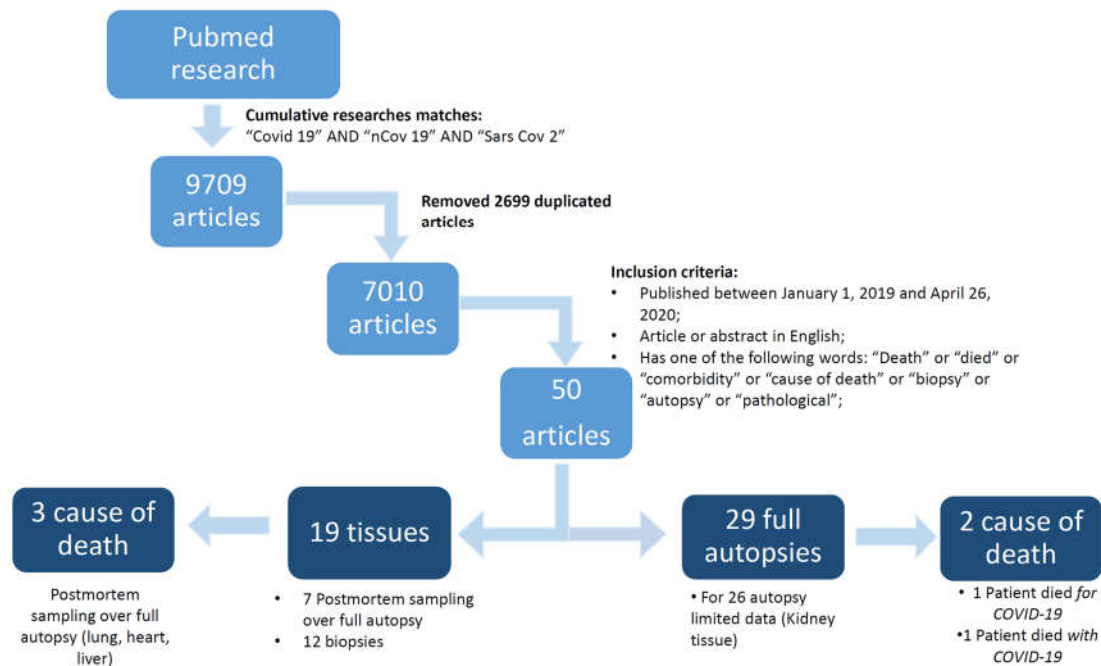 Pubmed
research
Cumulative researches matches:
“Covid 19” AND “nCov 19” AND “Sars Cov 2”
9709
articles
Removed 2699 duplicated
articles
7010
articles
Inclusion criteria:
• Published between January 1, 2019 and April 26,
2020;
• Article or abstract in English;
• Has one of the following words: “Death” or “died” or
“comorbidity” or “cause of death” or “biopsy” or
“autopsy” or “pathological”;
50
articles
3 cause of
death
Postmortem
sampling over full
autopsy (lung, heart,
liver)
19 tissues
• 7 Postmortem sampling
over full autopsy
• 12 biopsies
29 full
autopsies
• For 26 autopsy
limited data (Kidney
tissue)
2 cause of
death
• 1 Patient died for
COVID-19
•1 Patient died with
COVID-19